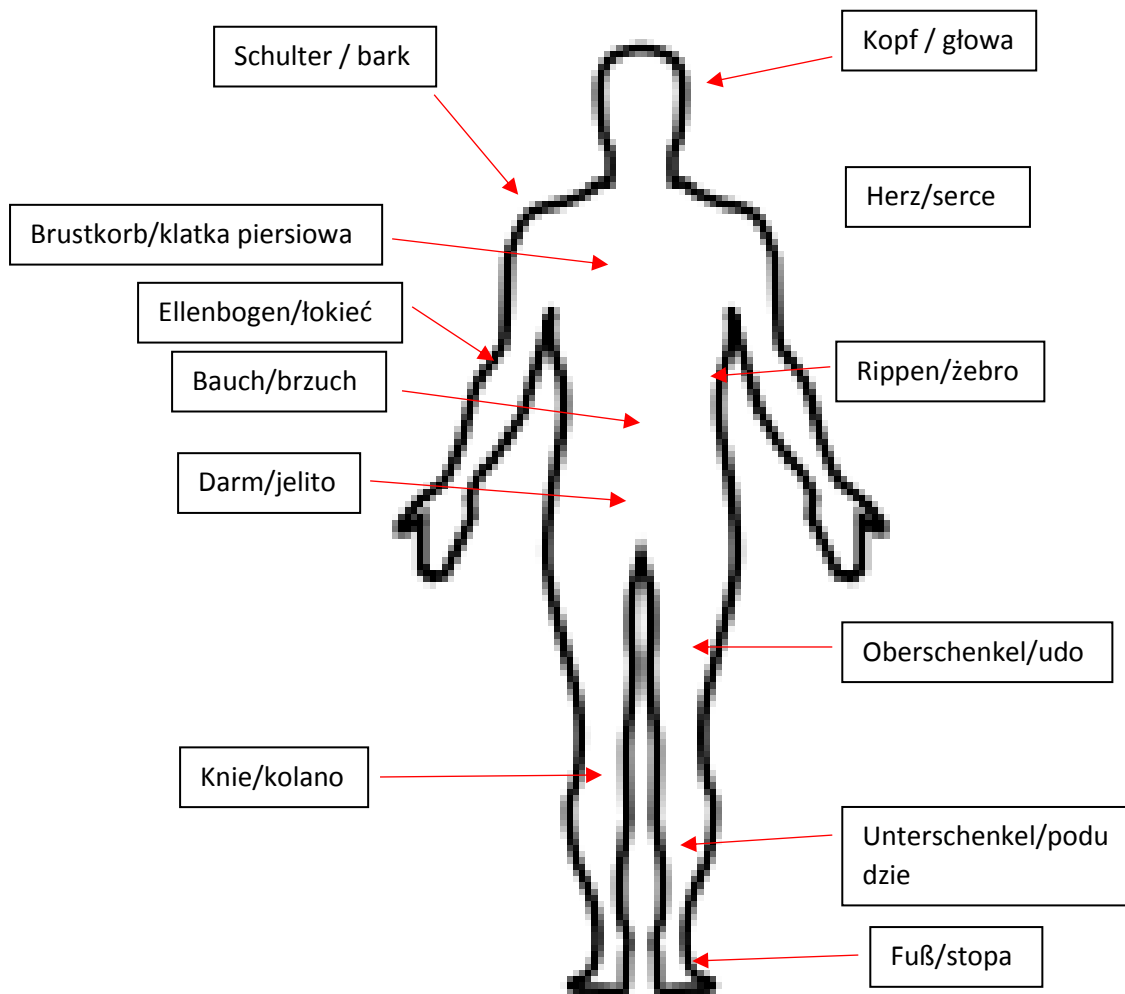 Kopf / głowa
Schulter / bark
Herz/serce
Brustkorb/klatka piersiowa
Ellenbogen/łokieć
Bauch/brzuch
Rippen/żebro
Darm/jelito
Oberschenkel/udo
Knie/kolano
Unterschenkel/podu
dzie
Fuß/stopa